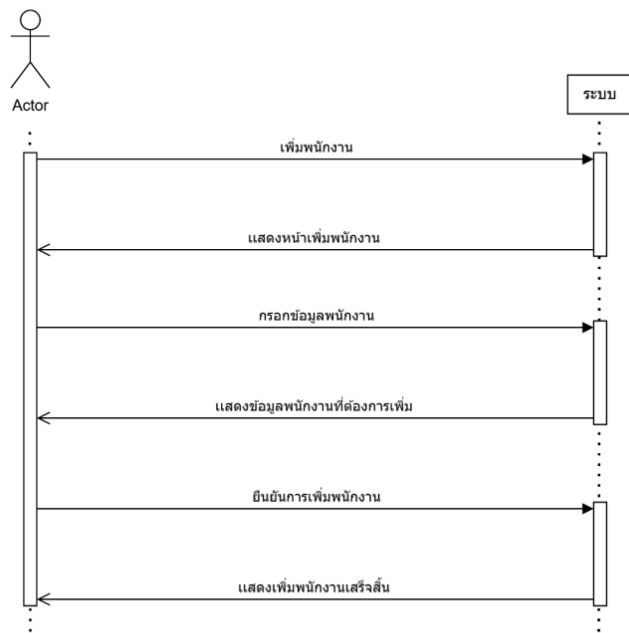 Actor
ระบบ
เพิ่มพนักงาน
แสดงหน้าเพิ่มพนักงาน
กรอกข้อมูลพนักงาน
แสดงข้อมูลพนักงานที่ต้องการเพิ่ม
ยืนยันการเพิ่มพนักงาน
แสดงเพิ่มพนักงานเสร็จสิ้น